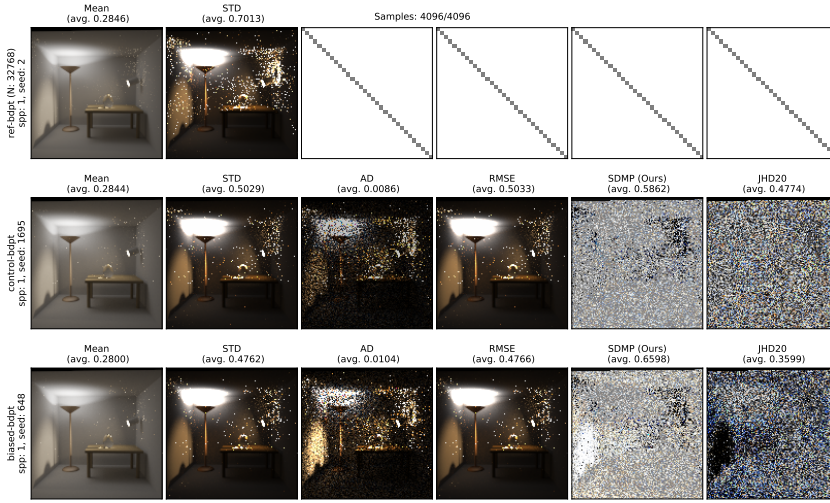 Mean
(avg. 0.2846)
STD
(avg. 0.7013)
Samples: 4096/4096
ref-bdpt (N: 32768)
spp: 1, seed: 2
Mean
(avg. 0.2844)
STD
(avg. 0.5029)
AD
(avg. 0.0086)
RMSE
(avg. 0.5033)
SDMP (Ours)
(avg. 0.5862)
JHD20
(avg. 0.4774)
control-bdpt
spp: 1, seed: 1695
Mean
(avg. 0.2800)
STD
(avg. 0.4762)
AD
(avg. 0.0104)
RMSE
(avg. 0.4766)
SDMP (Ours)
(avg. 0.6598)
JHD20
(avg. 0.3599)
biased-bdpt
spp: 1, seed: 648